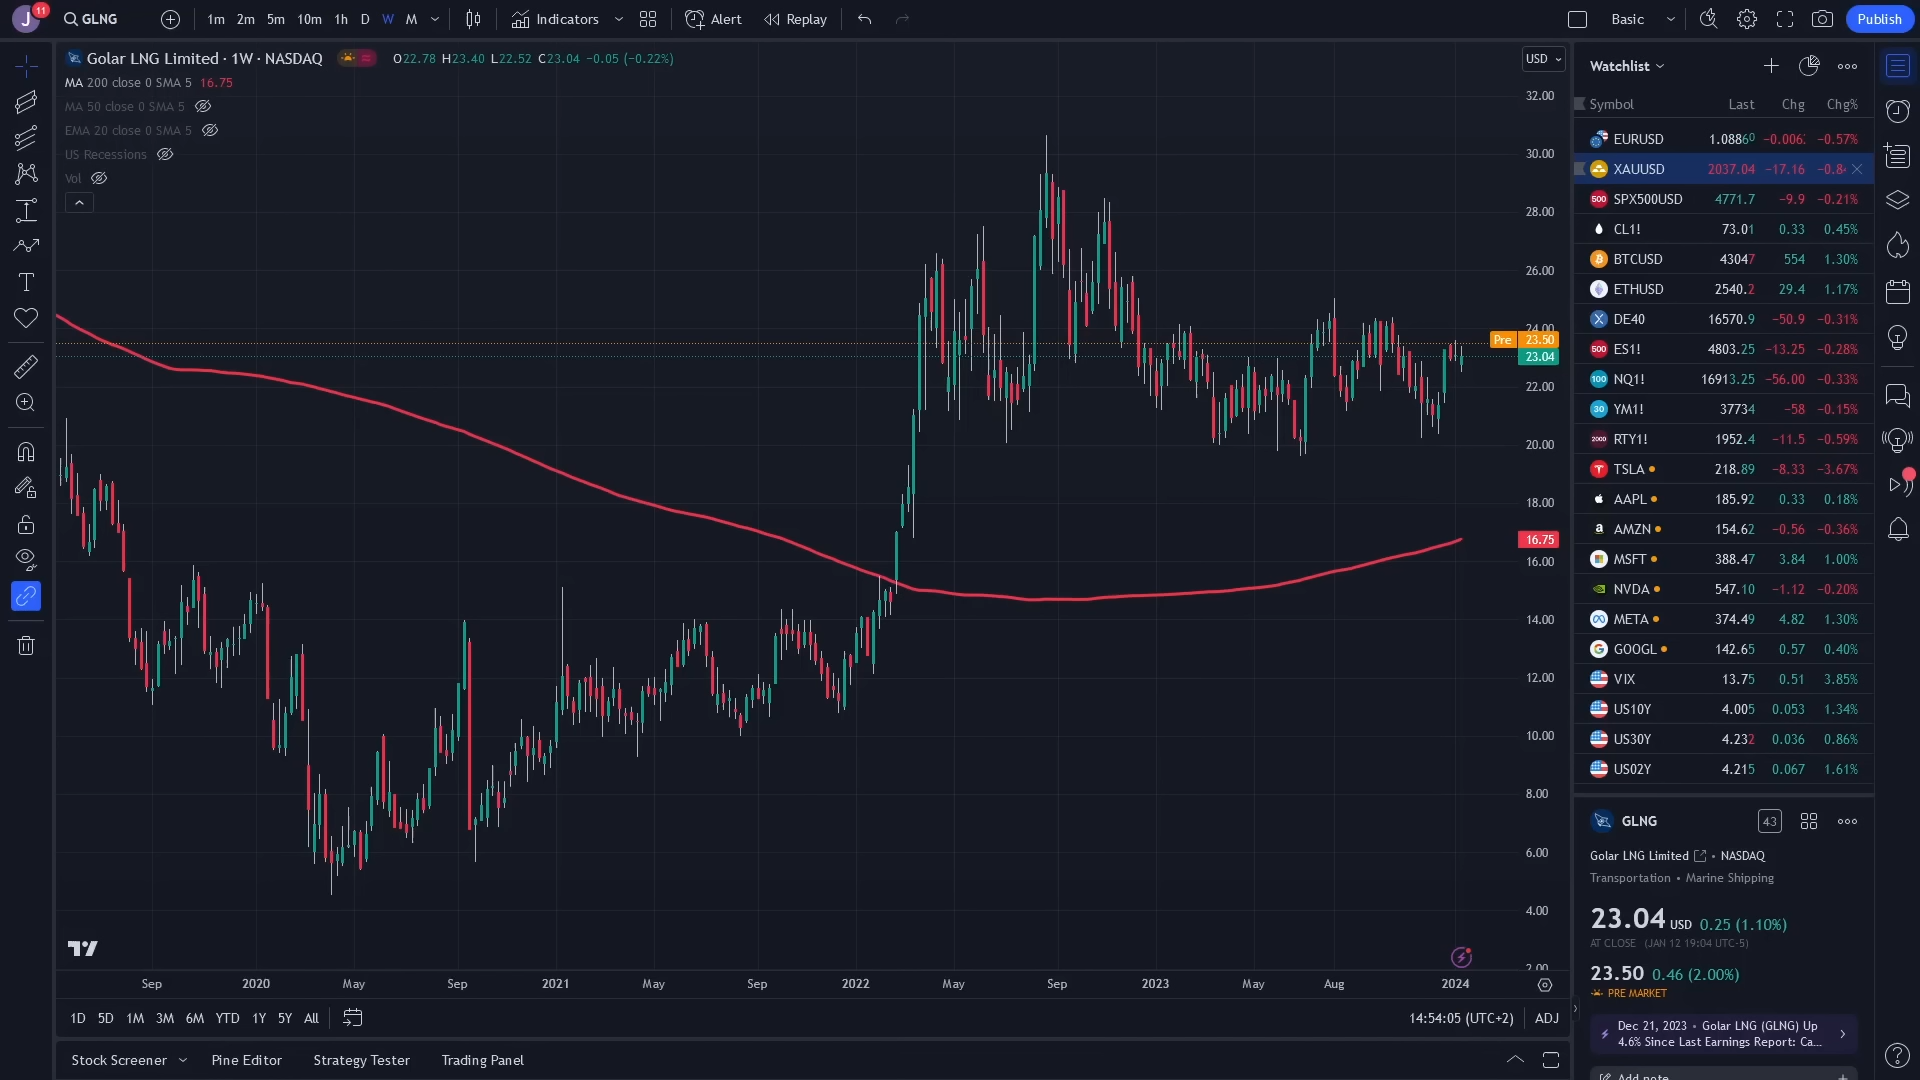 J 11 GLNG 1m 2m 5m 10m 1h D W M Indicators Alert Replay Basic Publish
Golar LNG Limited · 1W · NASDAQ O22.78 H23.40 L22.52 C23.04 −0.05 (−0.22%)
MA 200 close 0 SMA 5 16.75
MA 50 close 0 SMA 5
EMA 20 close 0 SMA 5
US Recessions
Vol
USD
32.00
30.00
28.00
26.00
24.00
Pre 23.50
23.04
22.00
20.00
18.00
16.75
16.00
14.00
12.00
10.00
8.00
6.00
4.00
2.00
Sep 2020 May Sep 2021 May Sep 2022 May Sep 2023 May Aug 2024
1D 5D 1M 3M 6M YTD 1Y 5Y All 14:54:05 (UTC+2) ADJ
Stock Screener Pine Editor Strategy Tester Trading Panel
Watchlist
Symbol Last Chg Chg%
EURUSD 1.08860 −0.006 −0.57%
500 XAUUSD 2037.04 −17.16 −0.8
500 SPX500USD 4771.7 −9.9 −0.21%
CL1! 73.01 0.33 0.45%
BTCUSD 43047 554 1.30%
ETHUSD 2540.2 29.4 1.17%
DE40 16570.9 −50.9 −0.31%
500 ES1! 4803.25 −13.25 −0.28%
100 NQ1! 16913.25 −56.00 −0.33%
30 YM1! 37734 −58 −0.15%
2000 RTY1! 1952.4 −11.5 −0.59%
TSLA 218.89 −8.33 −3.67%
AAPL 185.92 0.33 0.18%
AMZN 154.62 −0.56 −0.36%
MSFT 388.47 3.84 1.00%
NVDA 547.10 −1.12 −0.20%
META 374.49 4.82 1.30%
GOOGL 142.65 0.57 0.40%
VIX 13.75 0.51 3.85%
US10Y 4.005 0.053 1.34%
US30Y 4.232 0.036 0.86%
US02Y 4.215 0.067 1.61%
GLNG 43
Golar LNG Limited • NASDAQ
Transportation • Marine Shipping
23.04 USD 0.25 (1.10%)
AT CLOSE (JAN 12 19:04 UTC-5)
23.50 0.46 (2.00%)
PRE MARKET
Dec 21, 2023 • Golar LNG (GLNG) Up
4.6% Since Last Earnings Report: Ca...
Add note